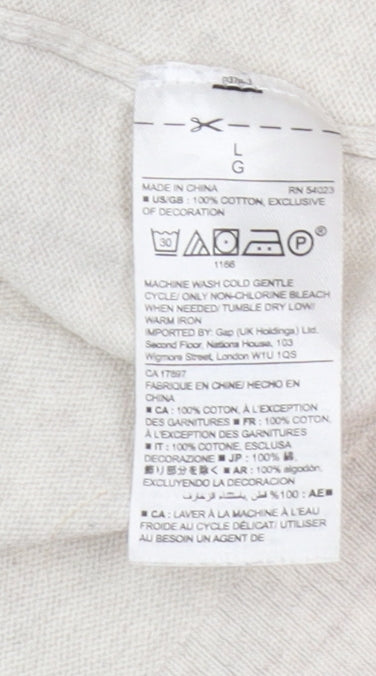 L
G
MADE IN CHINA RN 54023
■ US/GB : 100% COTTON, EXCLUSIVE
OF DECORATION
30 P ®
1166
MACHINE WASH COLD GENTLE
CYCLE/ ONLY NON-CHLORINE BLEACH
WHEN NEEDED/ TUMBLE DRY LOW/
WARM IRON
IMPORTED BY: Gap (UK Holdings) Ltd.
Second Floor, Nations House, 103
Wigmore Street, London W1U 1QS
CA 17897
FABRIQUE EN CHINE/ HECHO EN
CHINA
■ CA : 100% COTON, À L'EXCEPTION
DES GARNITURES ■ FR : 100% COTON,
À L'EXCEPTION DES GARNITURES
■ IT : 100% COTONE, ESCLUSA
DECORAZIONE ■ JP : 100% 綿,
飾り部分を除く ■ AR : 100% algodón,
EXCLUYENDO LA DECORACION
■ AE : 100% قطن باستثناء الزخارف
■ CA : LAVER À LA MACHINE À L'EAU
FROIDE AU CYCLE DÉLICAT/ UTILISER
AU BESOIN UN AGENT DE